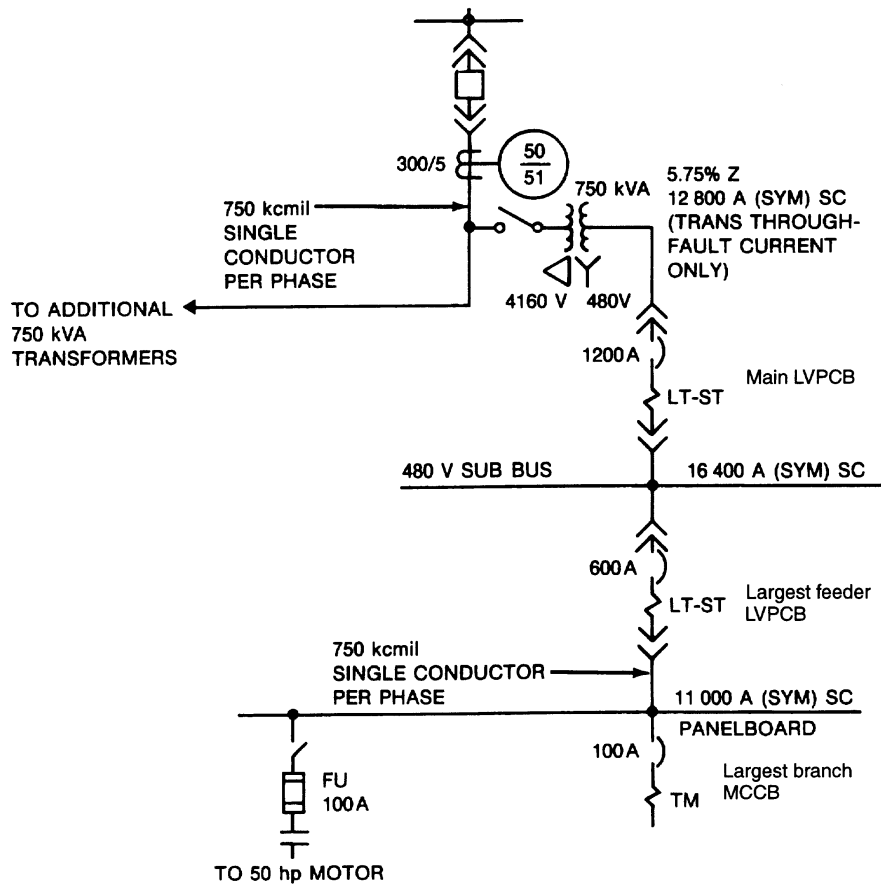 300/5
50
51
750 kVA
5.75% Z
12 800 A (SYM) SC
(TRANS THROUGH-
FAULT CURRENT
ONLY)
750 kcmil
SINGLE
CONDUCTOR
PER PHASE
4160 V
480V
TO ADDITIONAL
750 kVA
TRANSFORMERS
1200 A
LT-ST
Main LVPCB
480 V SUB BUS
16 400 A (SYM) SC
600 A
LT-ST
Largest feeder
LVPCB
750 kcmil
SINGLE CONDUCTOR
PER PHASE
11 000 A (SYM) SC
PANELBOARD
100 A
Largest branch
MCCB
TM
FU
100 A
TO 50 hp MOTOR